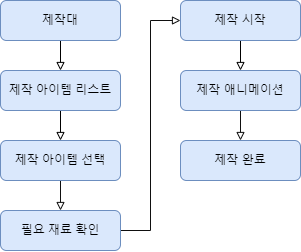 제작대
제작 아이템 리스트
제작 아이템 선택
필요 재료 확인
제작 시작
제작 애니메이션
제작 완료